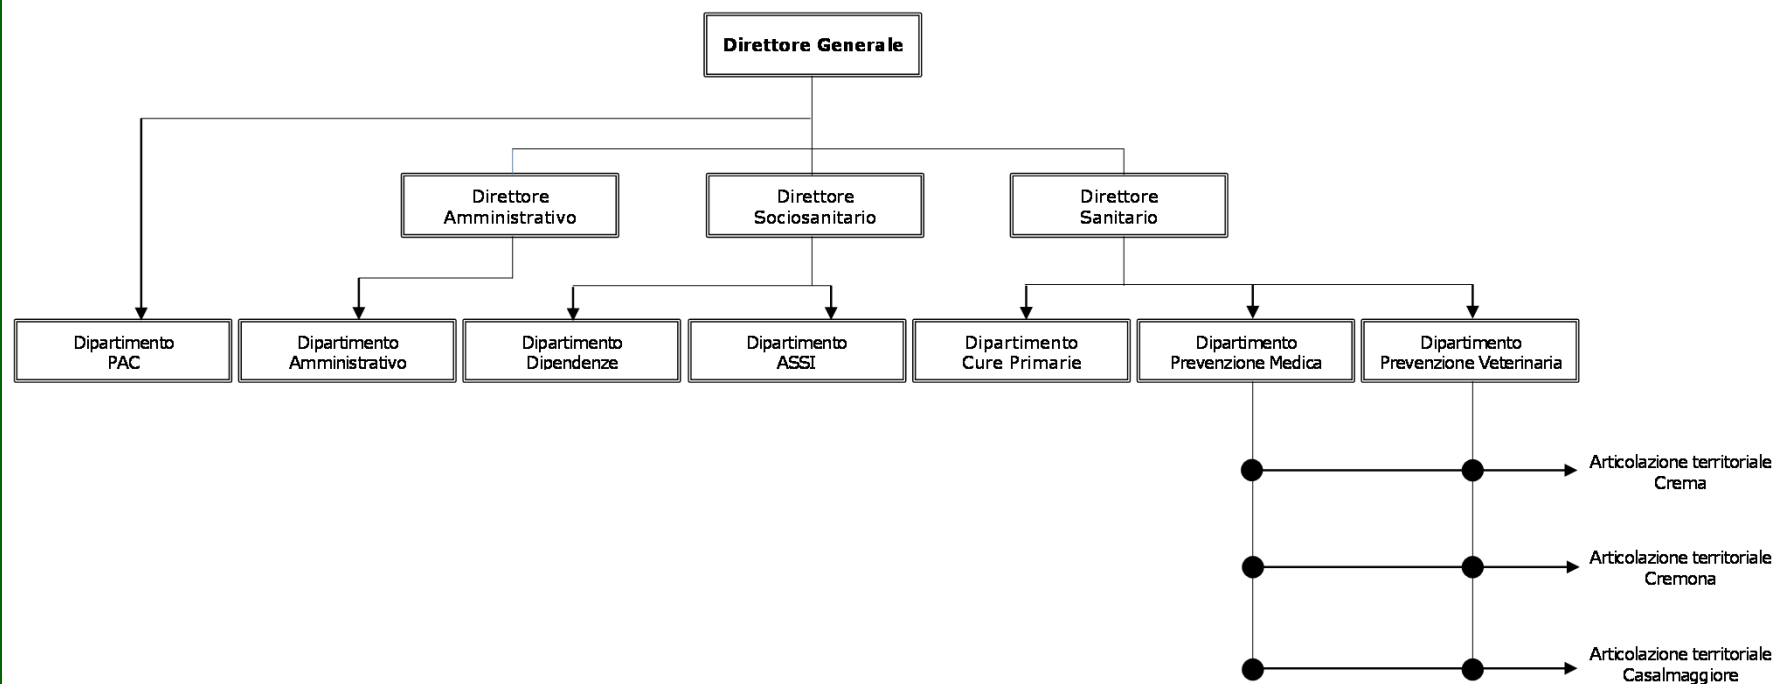 Direttore Generale
Direttore
Amministrativo
Direttore
Sociosanitario
Direttore
Sanitario
Dipartimento
PAC
Dipartimento
Amministrativo
Dipartimento
Dipendenze
Dipartimento
ASSI
Dipartimento
Cure Primarie
Dipartimento
Prevenzione Medica
Dipartimento
Prevenzione Veterinaria
Articolazione territoriale
Crema
Articolazione territoriale
Cremona
Articolazione territoriale
Casalmaggiore